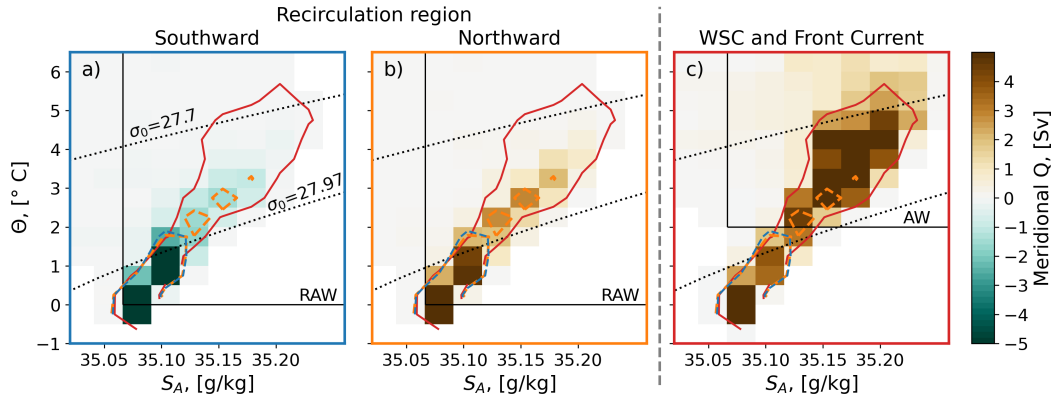 Recirculation region
Southward
Northward
WSC and Front Current
a)
b)
c)
σ₀=27.7
σ₀=27.97
RAW
RAW
AW
6
5
4
3
2
1
0
−1
Θ, [° C]
35.05 35.10 35.15 35.20
35.05 35.10 35.15 35.20
35.05 35.10 35.15 35.20
S_A, [g/kg]
S_A, [g/kg]
S_A, [g/kg]
4
3
2
1
0
−1
−2
−3
−4
−5
Meridional Q, [Sv]